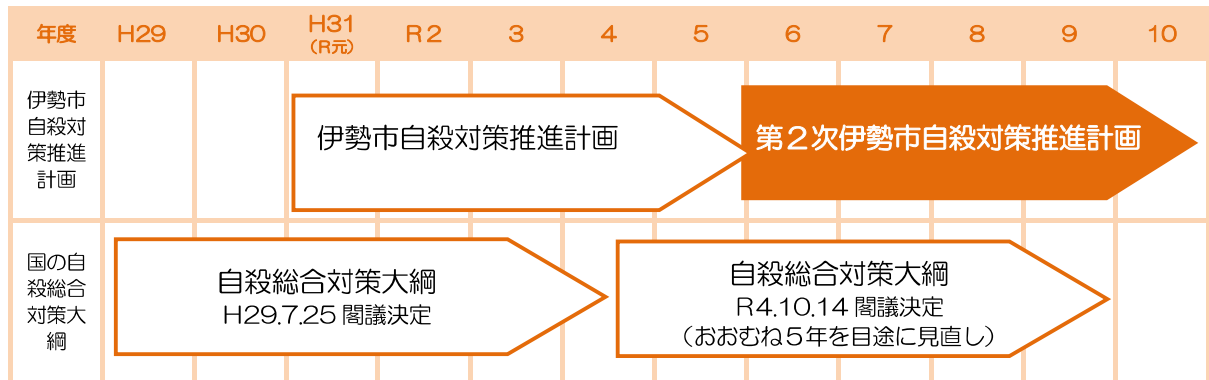 年度 H29 H30 H31 R2 3 4 5 6 7 8 9 10
(R元)
伊勢市
自殺対
策推進
計画
伊勢市自殺対策推進計画
第2次伊勢市自殺対策推進計画
国の自
殺総合
対策大
綱
自殺総合対策大綱
H29.7.25 閣議決定
自殺総合対策大綱
R4.10.14 閣議決定
(おおむね5年を目途に見直し)